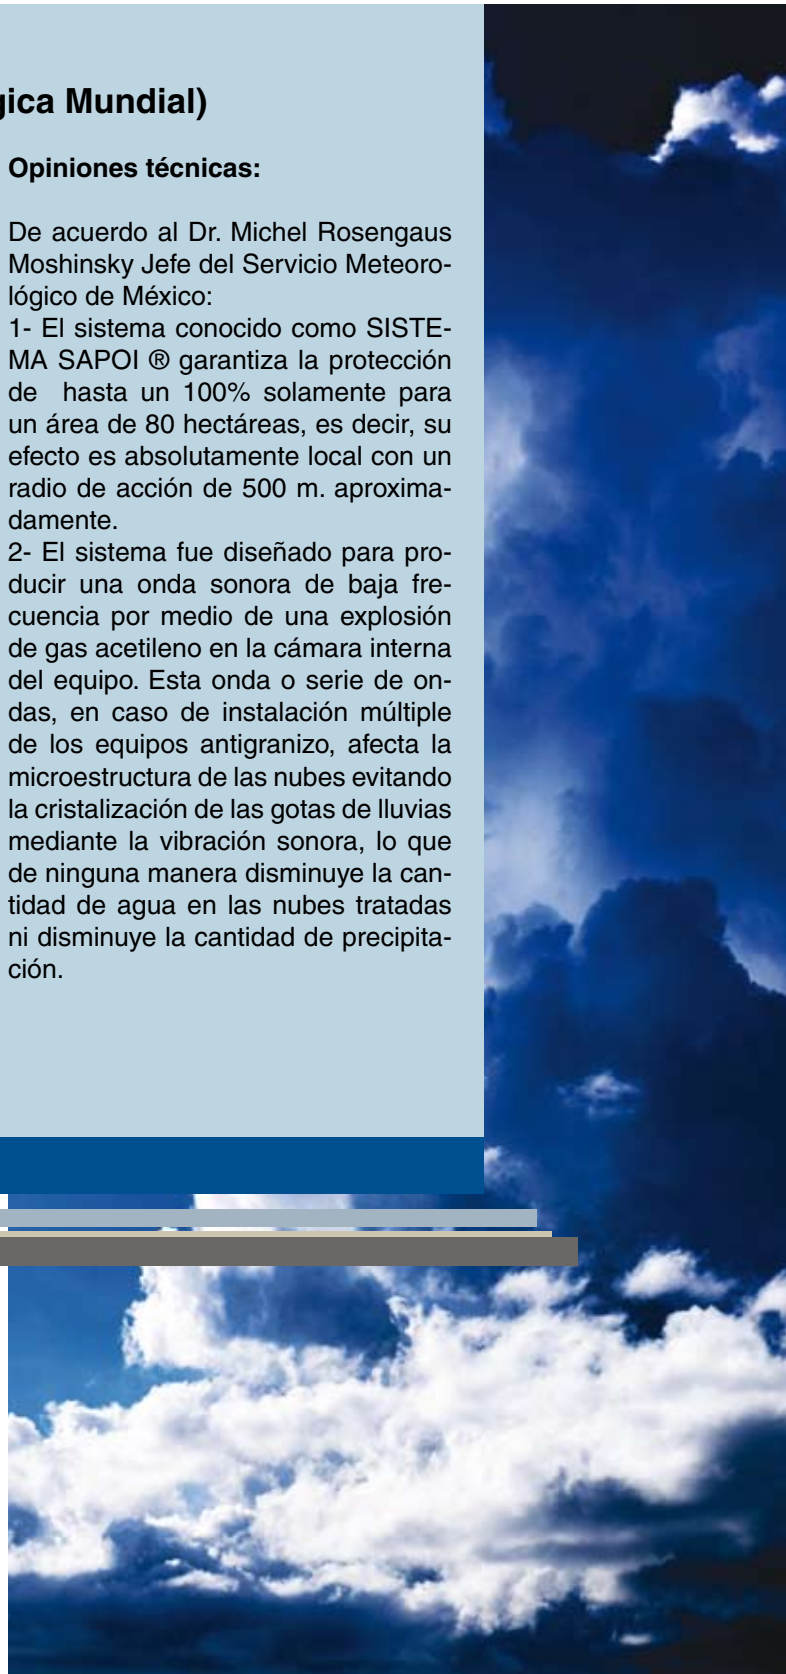 gica Mundial)
Opiniones técnicas:
De acuerdo al Dr. Michel Rosengaus
Moshinsky Jefe del Servicio Meteoro-
lógico de México:
1- El sistema conocido como SISTE-
MA SAPOI ® garantiza la protección
de hasta un 100% solamente para
un área de 80 hectáreas, es decir, su
efecto es absolutamente local con un
radio de acción de 500 m. aproxima-
damente.
2- El sistema fue diseñado para pro-
ducir una onda sonora de baja fre-
cuencia por medio de una explosión
de gas acetileno en la cámara interna
del equipo. Esta onda o serie de on-
das, en caso de instalación múltiple
de los equipos antigranizo, afecta la
microestructura de las nubes evitando
la cristalización de las gotas de lluvias
mediante la vibración sonora, lo que
de ninguna manera disminuye la can-
tidad de agua en las nubes tratadas
ni disminuye la cantidad de precipita-
ción.